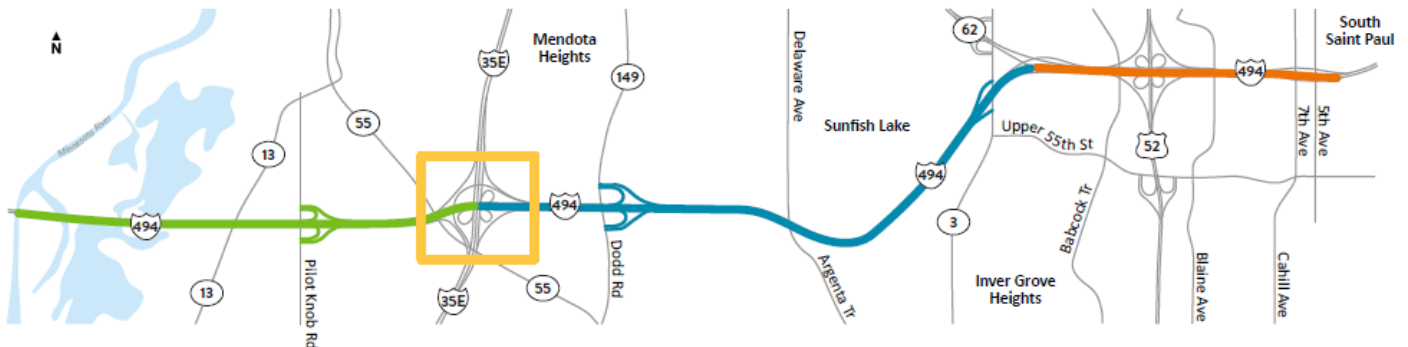 N
Minnesota River
13
13
55
Pilot Knob Rd
494
35E
35E
Mendota
Heights
149
55
494
Dodd Rd
Delaware Ave
Argenta Tr
Sunfish Lake
494
62
3
Upper 55th St
Inver Grove
Heights
Babcock Tr
52
Blaine Ave
Cahill Ave
494
7th Ave
5th Ave
South
Saint Paul